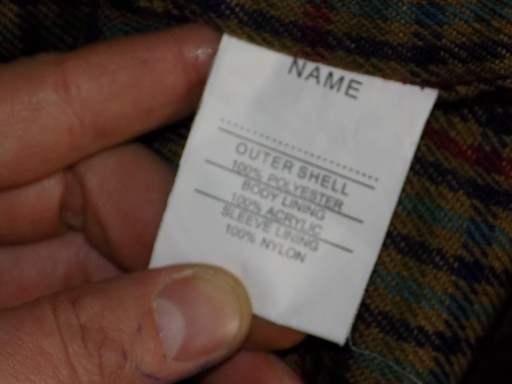 NAME
OUTER SHELL
100% POLYESTER
BODY LINING
100% ACRYLIC
SLEEVE LINING
100% NYLON